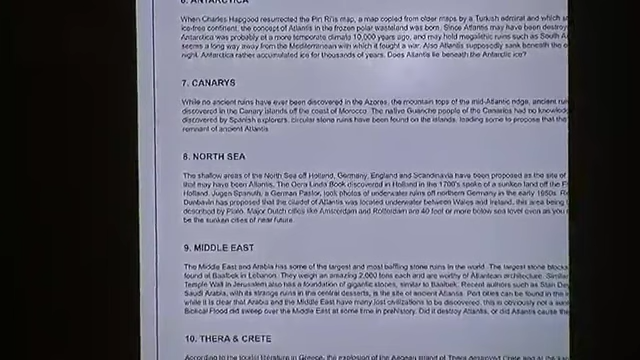 6. ANTARCTICA
When Charles Hapgood resurrected the Piri Ri's map, a map copied from older maps by a Turkish admiral and which
ice-free continent, the concept of Atlantis in the frozen polar wasteland was born. Since Atlantis may have been
Antarctica was probably at a more temperate climate 10,000 years ago, and may hold megalithic ruins such as South
seems a long way away from the Mediterranean with which it fought a war. Also Atlantis supposedly sank beneath the
night. Antarctica rather accumulated ice for thousands of years. Does Atlantis lie beneath the Antarctic ice?
7. CANARYS
While no ancient ruins have ever been discovered in the Azores, the mountain tops of the mid-Atlantic ridge, ancient
discovered in the Canary Islands off the coast of Morocco. The native Guanche people of the Canaries had no
discovered by Spanish explorers, circular stone ruins have been found on the islands, leading some to propose that the
remnant of ancient Atlantis.
8. NORTH SEA
The shallow areas of the North Sea off Holland, Germany, England and Scandinavia have been proposed as the site of
that may have been Atlantis. The Oera Linda Book discovered in Holland in the 1700's spoke of a sunken land off the
Holland. Jugen Spanuth, a German Pastor, took photos of underwater ruins off northern Germany in the early 1950s.
Dunbavin has proposed that the citadel of Atlantis was located underwater between Wales and Ireland, this area being
described by Plato. Major Dutch cities like Amsterdam and Rotterdam are 40 feet or more below sea level even as you
be the sunken cities of near future.
9. MIDDLE EAST
The Middle East and Arabia has some of the largest and most baffling stone ruins in the world. The largest stone blocks
found at Baalbek in Lebanon. They weigh an amazing 2,000 tons each and are worthy of Atlantean architecture.
Temple Wall in Jerusalem also has a foundation of gigantic stones, similar to Baalbek. Recent authors such as Stan
Saudi Arabia, with its strange ruins in the central deserts, is the site of ancient Atlantis. Port cities can be found in the
while it is clear that Arabia and the Middle East have many lost civilizations to be discovered, this is obviously not a
Biblical Flood did sweep over the Middle East at some time in prehistory. Did it destroy Atlantis, or did Atlantis cause the
10. THERA & CRETE
According to the tourist literature in Greece, the explosion of the Aegean island of Thera destroyed Crete and